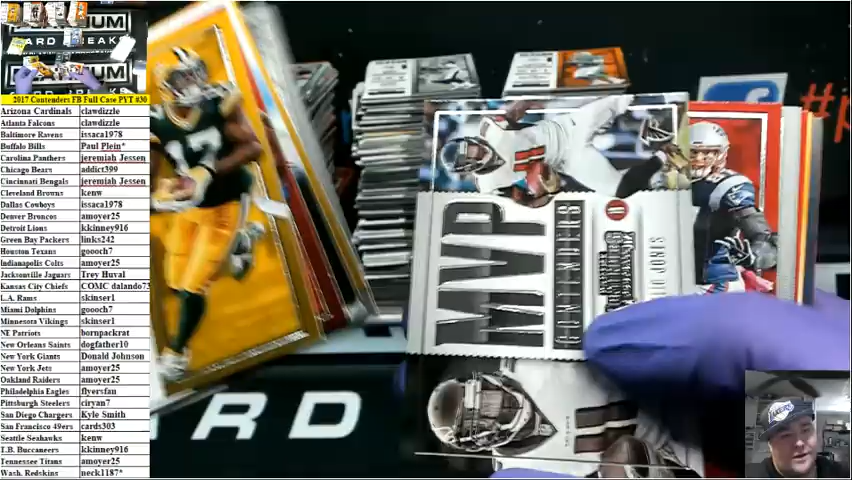 2017 Contenders FB Full Case PYT #30
Arizona Cardinals clawdizzle
Atlanta Falcons clawdizzle
Baltimore Ravens issaca1978
Buffalo Bills Paul Plein*
Carolina Panthers jeremiah Jessen
Chicago Bears addict399
Cincinnati Bengals jeremiah Jessen
Cleveland Browns kenw
Dallas Cowboys issaca1978
Denver Broncos amoyer25
Detroit Lions kkinney916
Green Bay Packers links242
Houston Texans goooch7
Indianapolis Colts amoyer25
Jacksonville Jaguars Trey Huval
Kansas City Chiefs COMC dalando73
L.A. Rams skinser1
Miami Dolphins goooch7
Minnesota Vikings skinser1
NE Patriots bornpackrat
New Orleans Saints dogfather10
New York Giants Donald Johnson
New York Jets amoyer25
Oakland Raiders amoyer25
Philadelphia Eagles flyersfan
Pittsburgh Steelers ciryan7
San Diego Chargers Kyle Smith
San Francisco 49ers cards303
Seattle Seahawks kenw
T.B. Buccaneers kkinney916
Tennessee Titans amoyer25
Wash. Redskins neck1187*
MVP
CONTENDERS
JONES
11
17
ARD